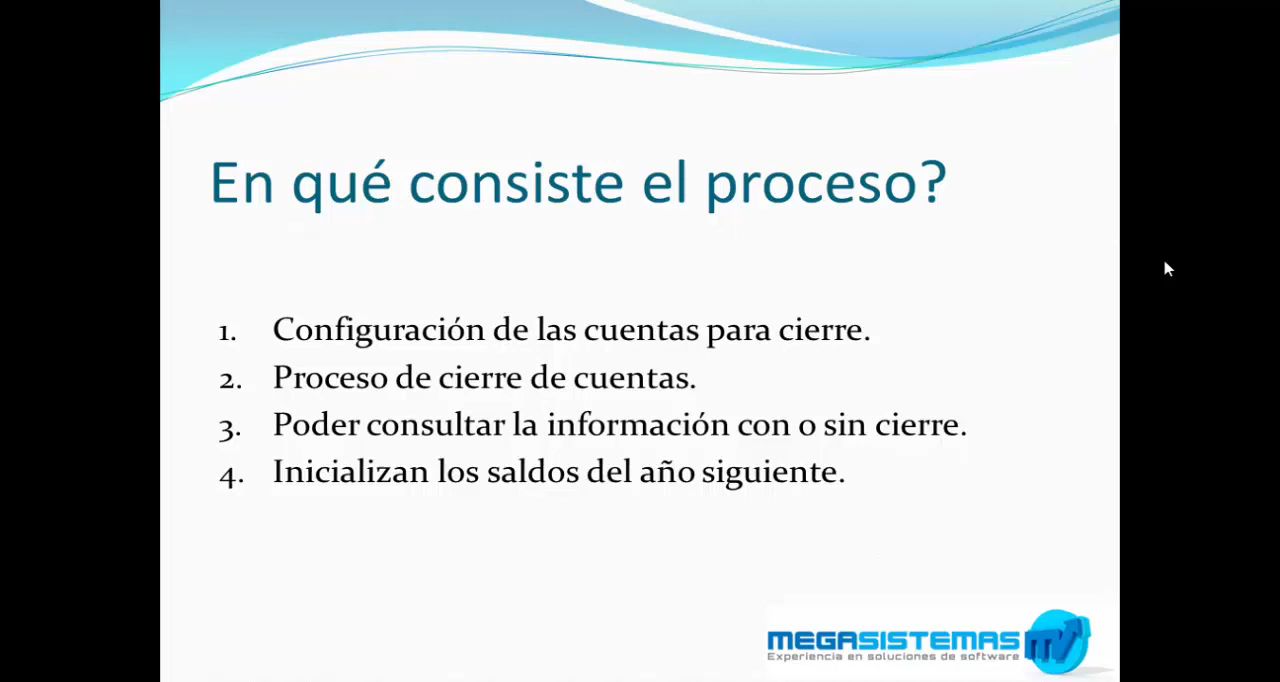 En qué consiste el proceso?
1. Configuración de las cuentas para cierre.
2. Proceso de cierre de cuentas.
3. Poder consultar la información con o sin cierre.
4. Inicializan los saldos del año siguiente.
MEGASISTEMAS
Experiencia en soluciones de software